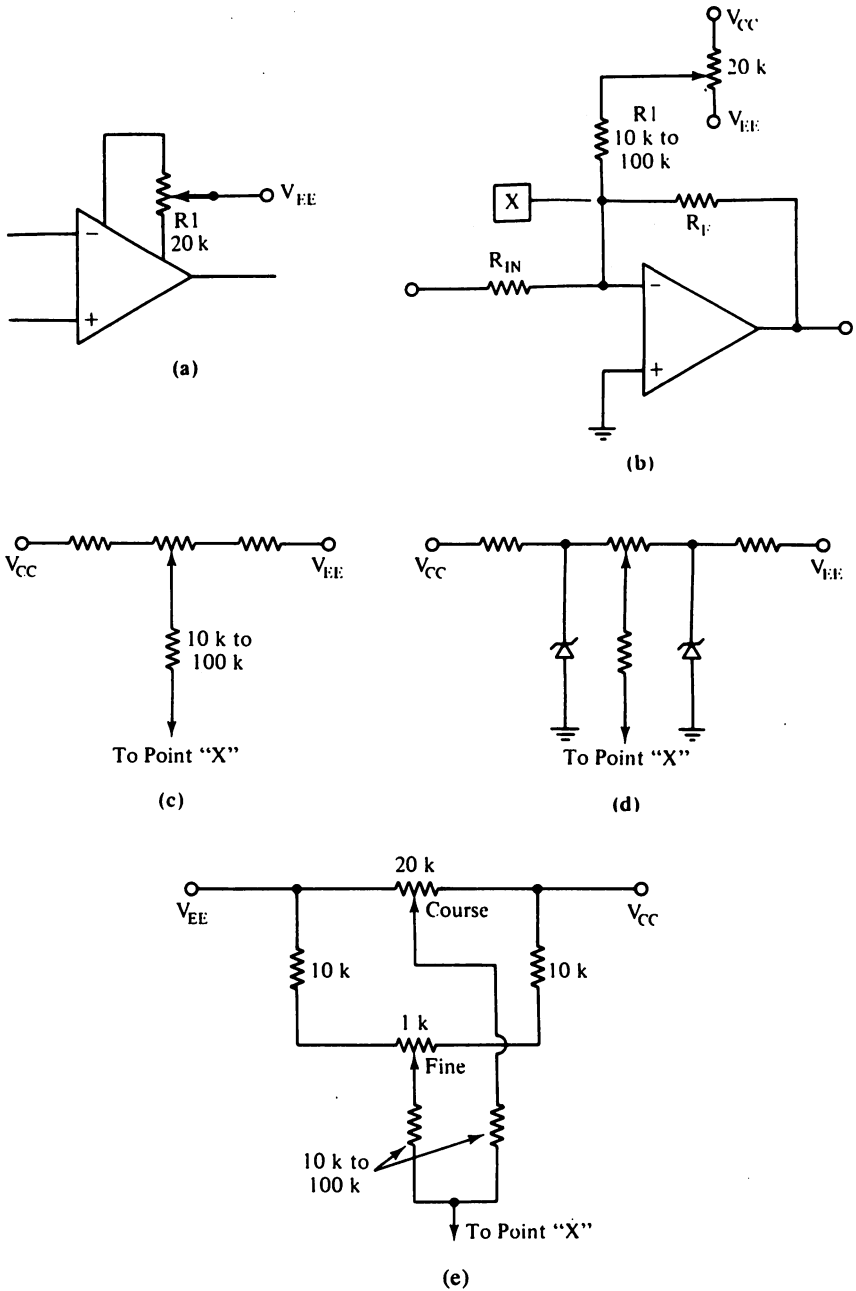 V_CC
20 k
V_EE
R1
10 k to
100 k
V_EE
R1
20 k
X
R_F
R_IN
−
+
−
+
(a)
(b)
V_CC
V_EE
V_CC
V_EE
10 k to
100 k
To Point “X”
To Point “X”
(c)
(d)
20 k
V_EE
Course
V_CC
10 k
10 k
1 k
Fine
10 k to
100 k
To Point “X”
(e)